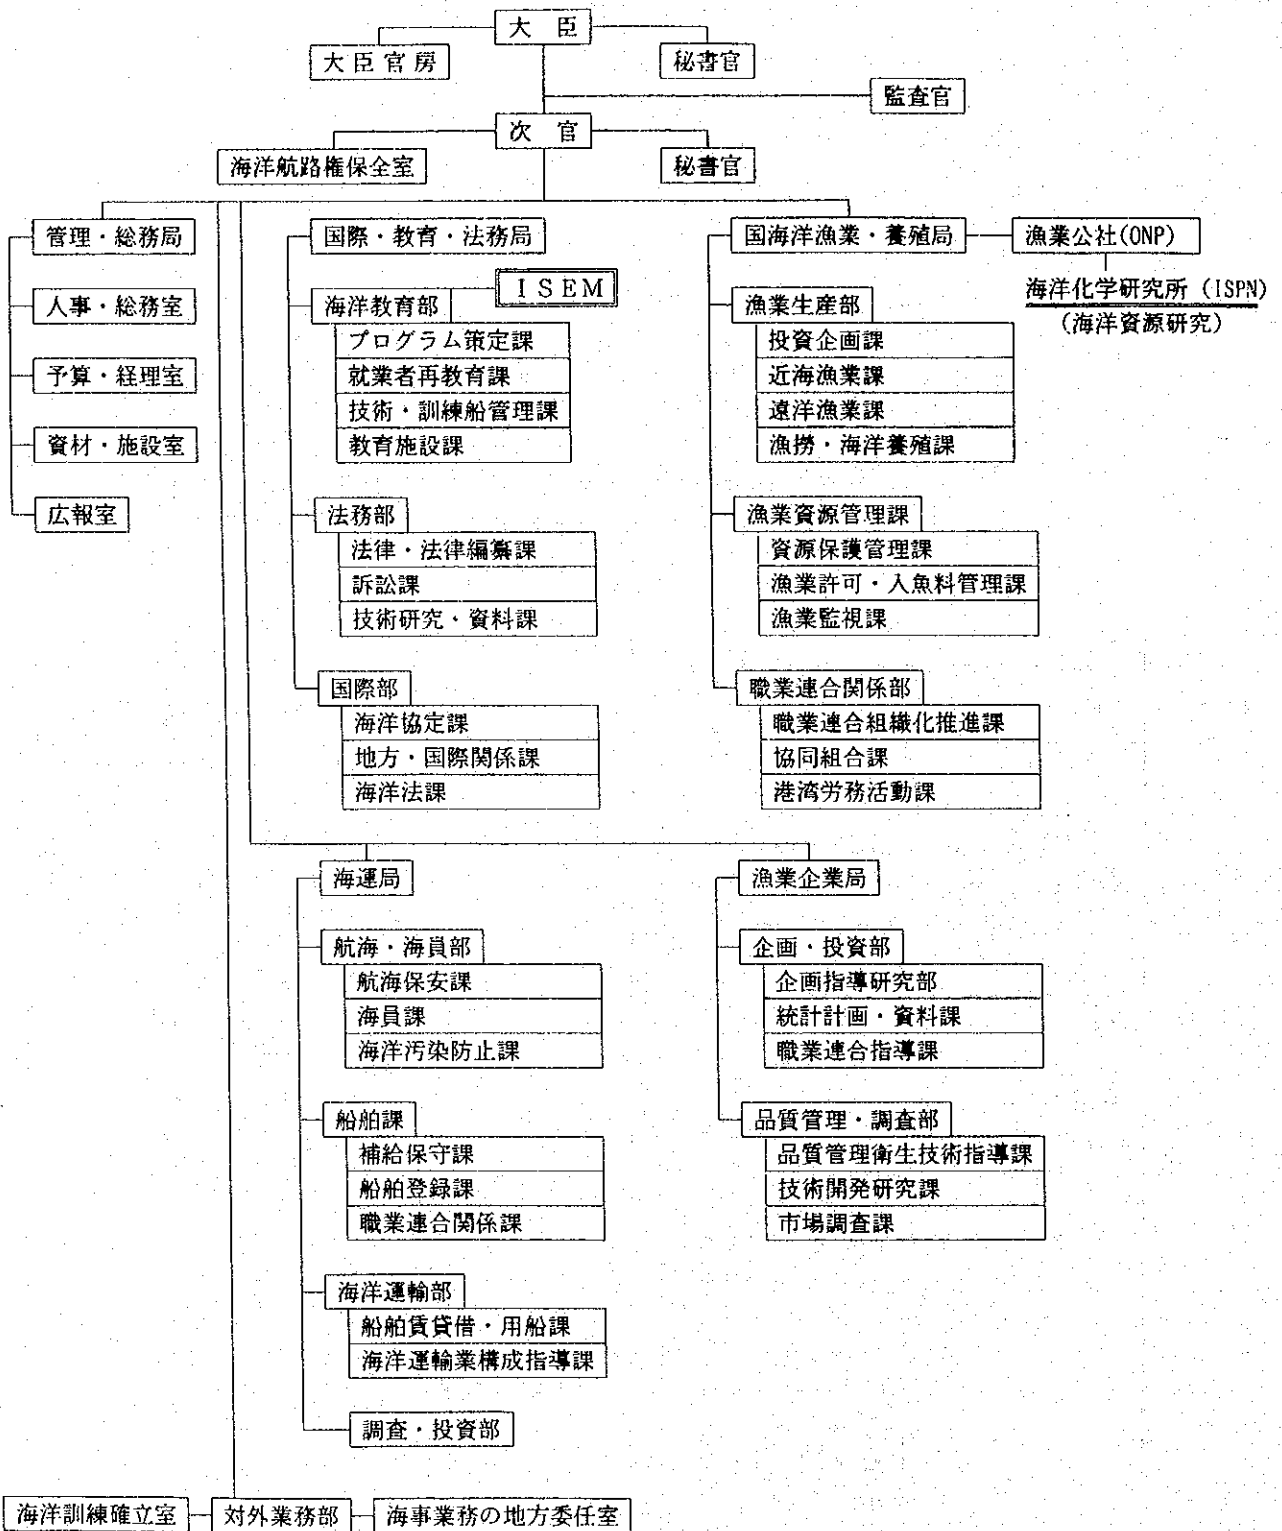 大臣
大臣官房
秘書官
監査官
次官
海洋航路権保全室
秘書官
管理・総務局
人事・総務室
予算・経理室
資材・施設室
広報室
国際・教育・法務局
ISEM
海洋教育部
プログラム策定課
就業者再教育課
技術・訓練船管理課
教育施設課
法務部
法律・法律編纂課
訴訟課
技術研究・資料課
国際部
海洋協定課
地方・国際関係課
海洋法課
国海洋漁業・養殖局
漁業公社(ONP)
海洋化学研究所(ISPN)
(海洋資源研究)
漁業生産部
投資企画課
近海漁業課
遠洋漁業課
漁撈・海洋養殖課
漁業資源管理課
資源保護管理課
漁業許可・入魚料管理課
漁業監視課
職業連合関係部
職業連合組織化推進課
協同組合課
港湾労務活動課
海運局
航海・海員部
航海保安課
海員課
海洋汚染防止課
船舶課
補給保守課
船舶登録課
職業連合関係課
海洋運輸部
船舶賃貸借・用船課
海洋運輸業構成指導課
調査・投資部
漁業企業局
企画・投資部
企画指導研究部
統計計画・資料課
職業連合指導課
品質管理・調査部
品質管理衛生技術指導課
技術開発研究課
市場調査課
海洋訓練確立室
対外業務部
海事業務の地方委任室